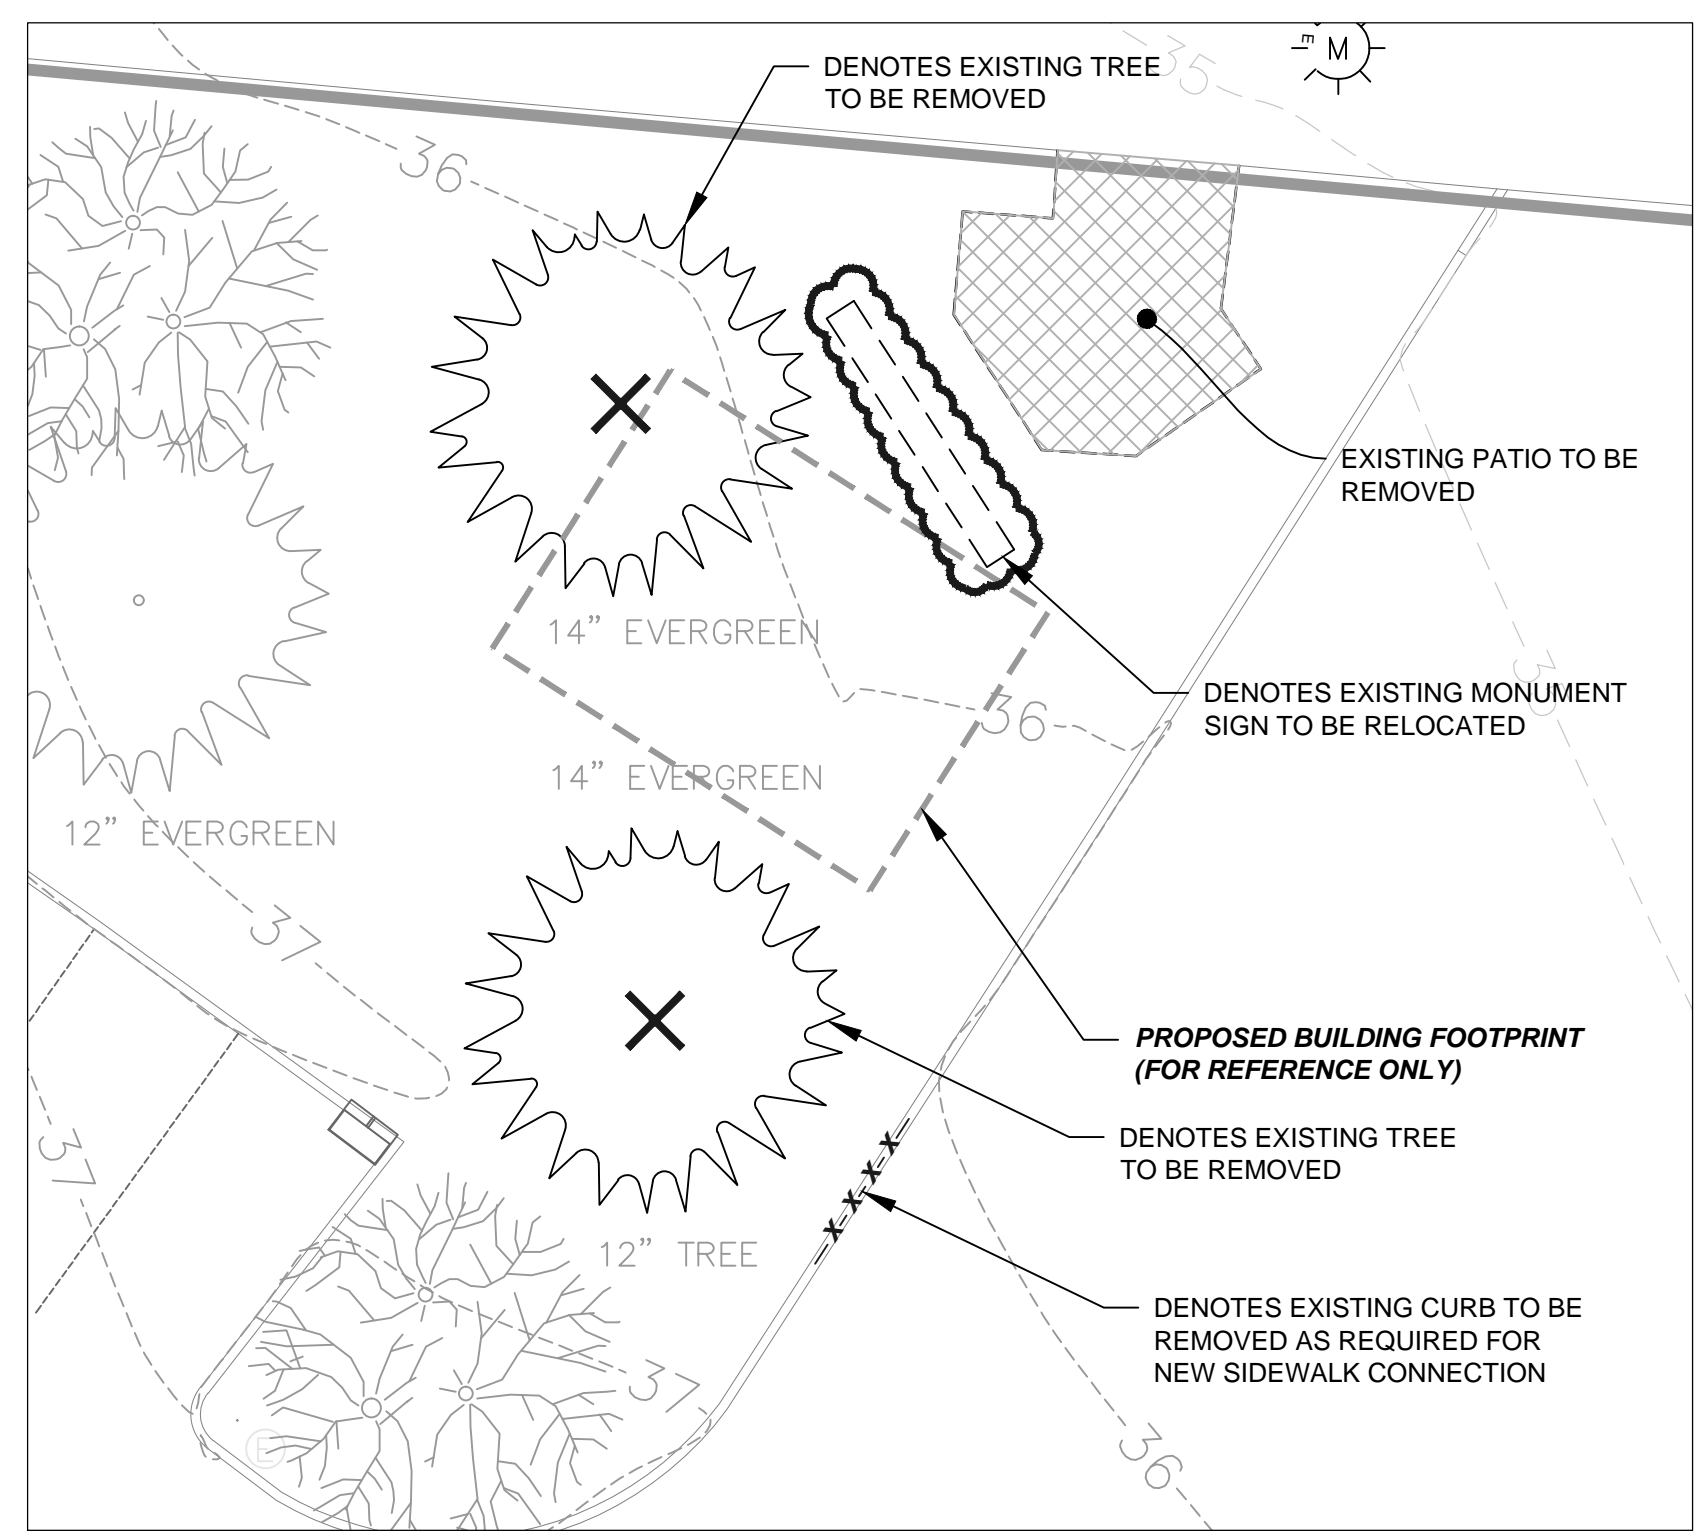 DENOTES EXISTING TREE
TO BE REMOVED
M
E
35
36
EXISTING PATIO TO BE
REMOVED
14” EVERGREEN
DENOTES EXISTING MONUMENT
SIGN TO BE RELOCATED
36
14” EVERGREEN
12” EVERGREEN
37
PROPOSED BUILDING FOOTPRINT
(FOR REFERENCE ONLY)
DENOTES EXISTING TREE
TO BE REMOVED
37
X-X-X-X
12” TREE
DENOTES EXISTING CURB TO BE
REMOVED AS REQUIRED FOR
NEW SIDEWALK CONNECTION
37
36
E